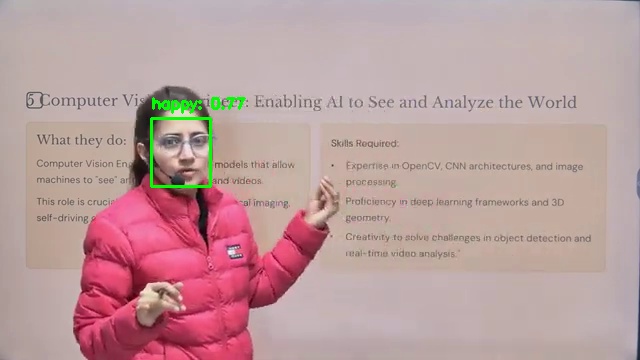 happy: 0.77
5 Computer Vis : Enabling AI to See and Analyze the World
What they do:
Skills Required:
Computer Vision Eng models that allow
machines to "see" and videos.
This role is crucial imaging,
self-driving
• Expertise in OpenCV, CNN architectures, and image
processing.
• Proficiency in deep learning frameworks and 3D
geometry.
• Creativity to solve challenges in object detection and
real-time video analysis."
TOMMY